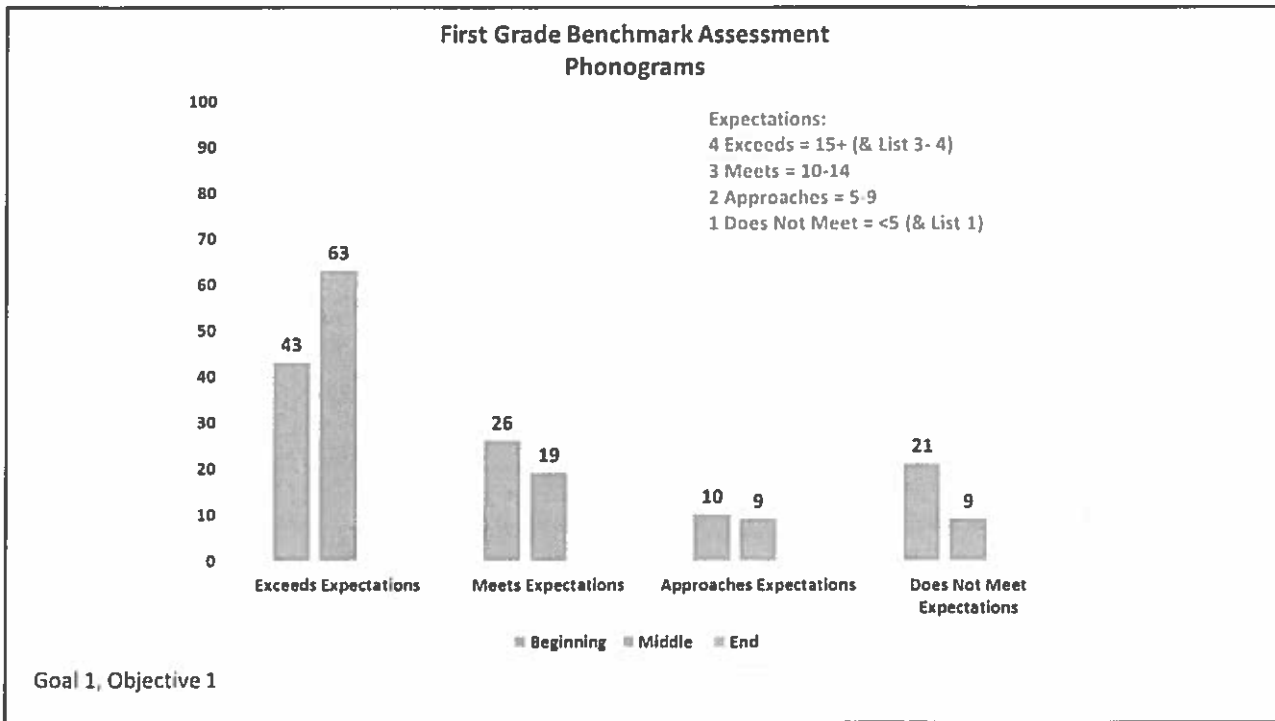 First Grade Benchmark Assessment
Phonograms
Expectations:
4 Exceeds = 15+ (& List 3- 4)
3 Meets = 10-14
2 Approaches = 5-9
1 Does Not Meet = <5 (& List 1)
100
90
80
70
60
50
40
30
20
10
0
43
63
26
19
10
9
21
9
Exceeds Expectations
Meets Expectations
Approaches Expectations
Does Not Meet
Expectations
Beginning Middle End
Goal 1, Objective 1